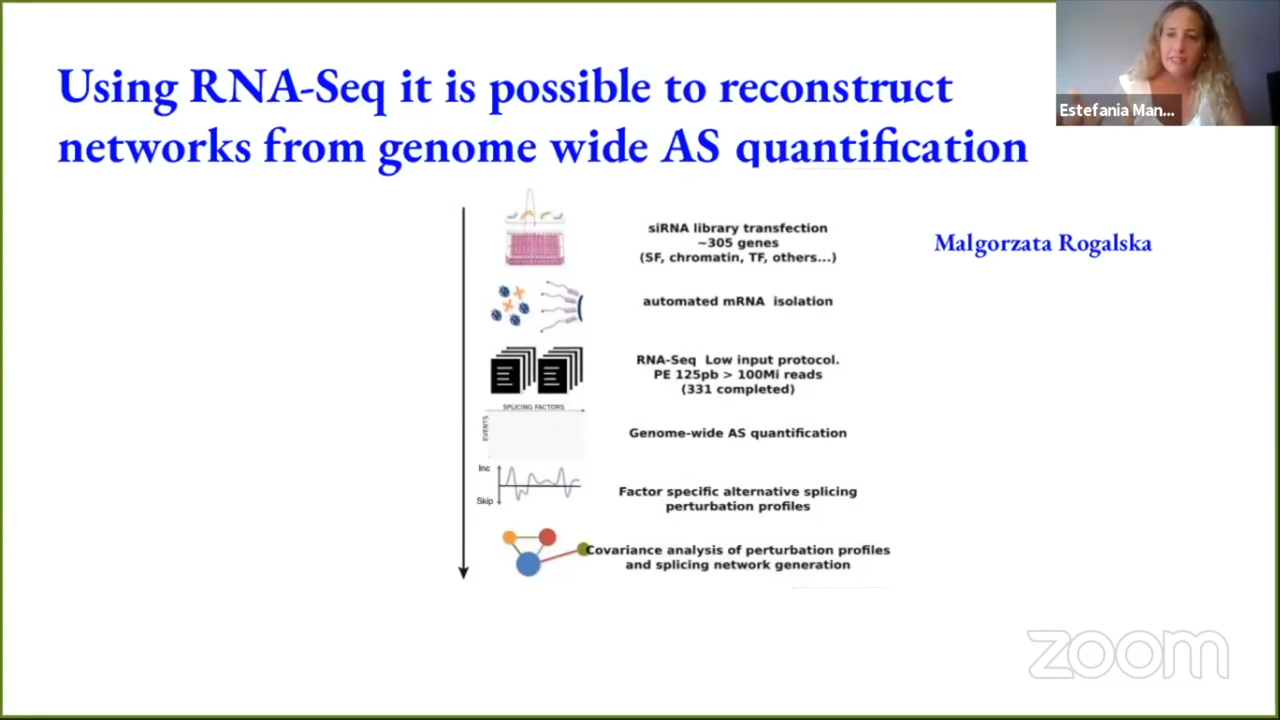 Using RNA-Seq it is possible to reconstruct
networks from genome wide AS quantification
Estefania Man...
Malgorzata Rogalska
siRNA library transfection
~305 genes
(SF, chromatin, TF, others...)
automated mRNA isolation
RNA-Seq Low input protocol.
PE 125pb > 100Mi reads
(331 completed)
SPLICING FACTORS
EVENTS
Genome-wide AS quantification
Inc
Skip
Factor specific alternative splicing
perturbation profiles
Covariance analysis of perturbation profiles
and splicing network generation
zoom